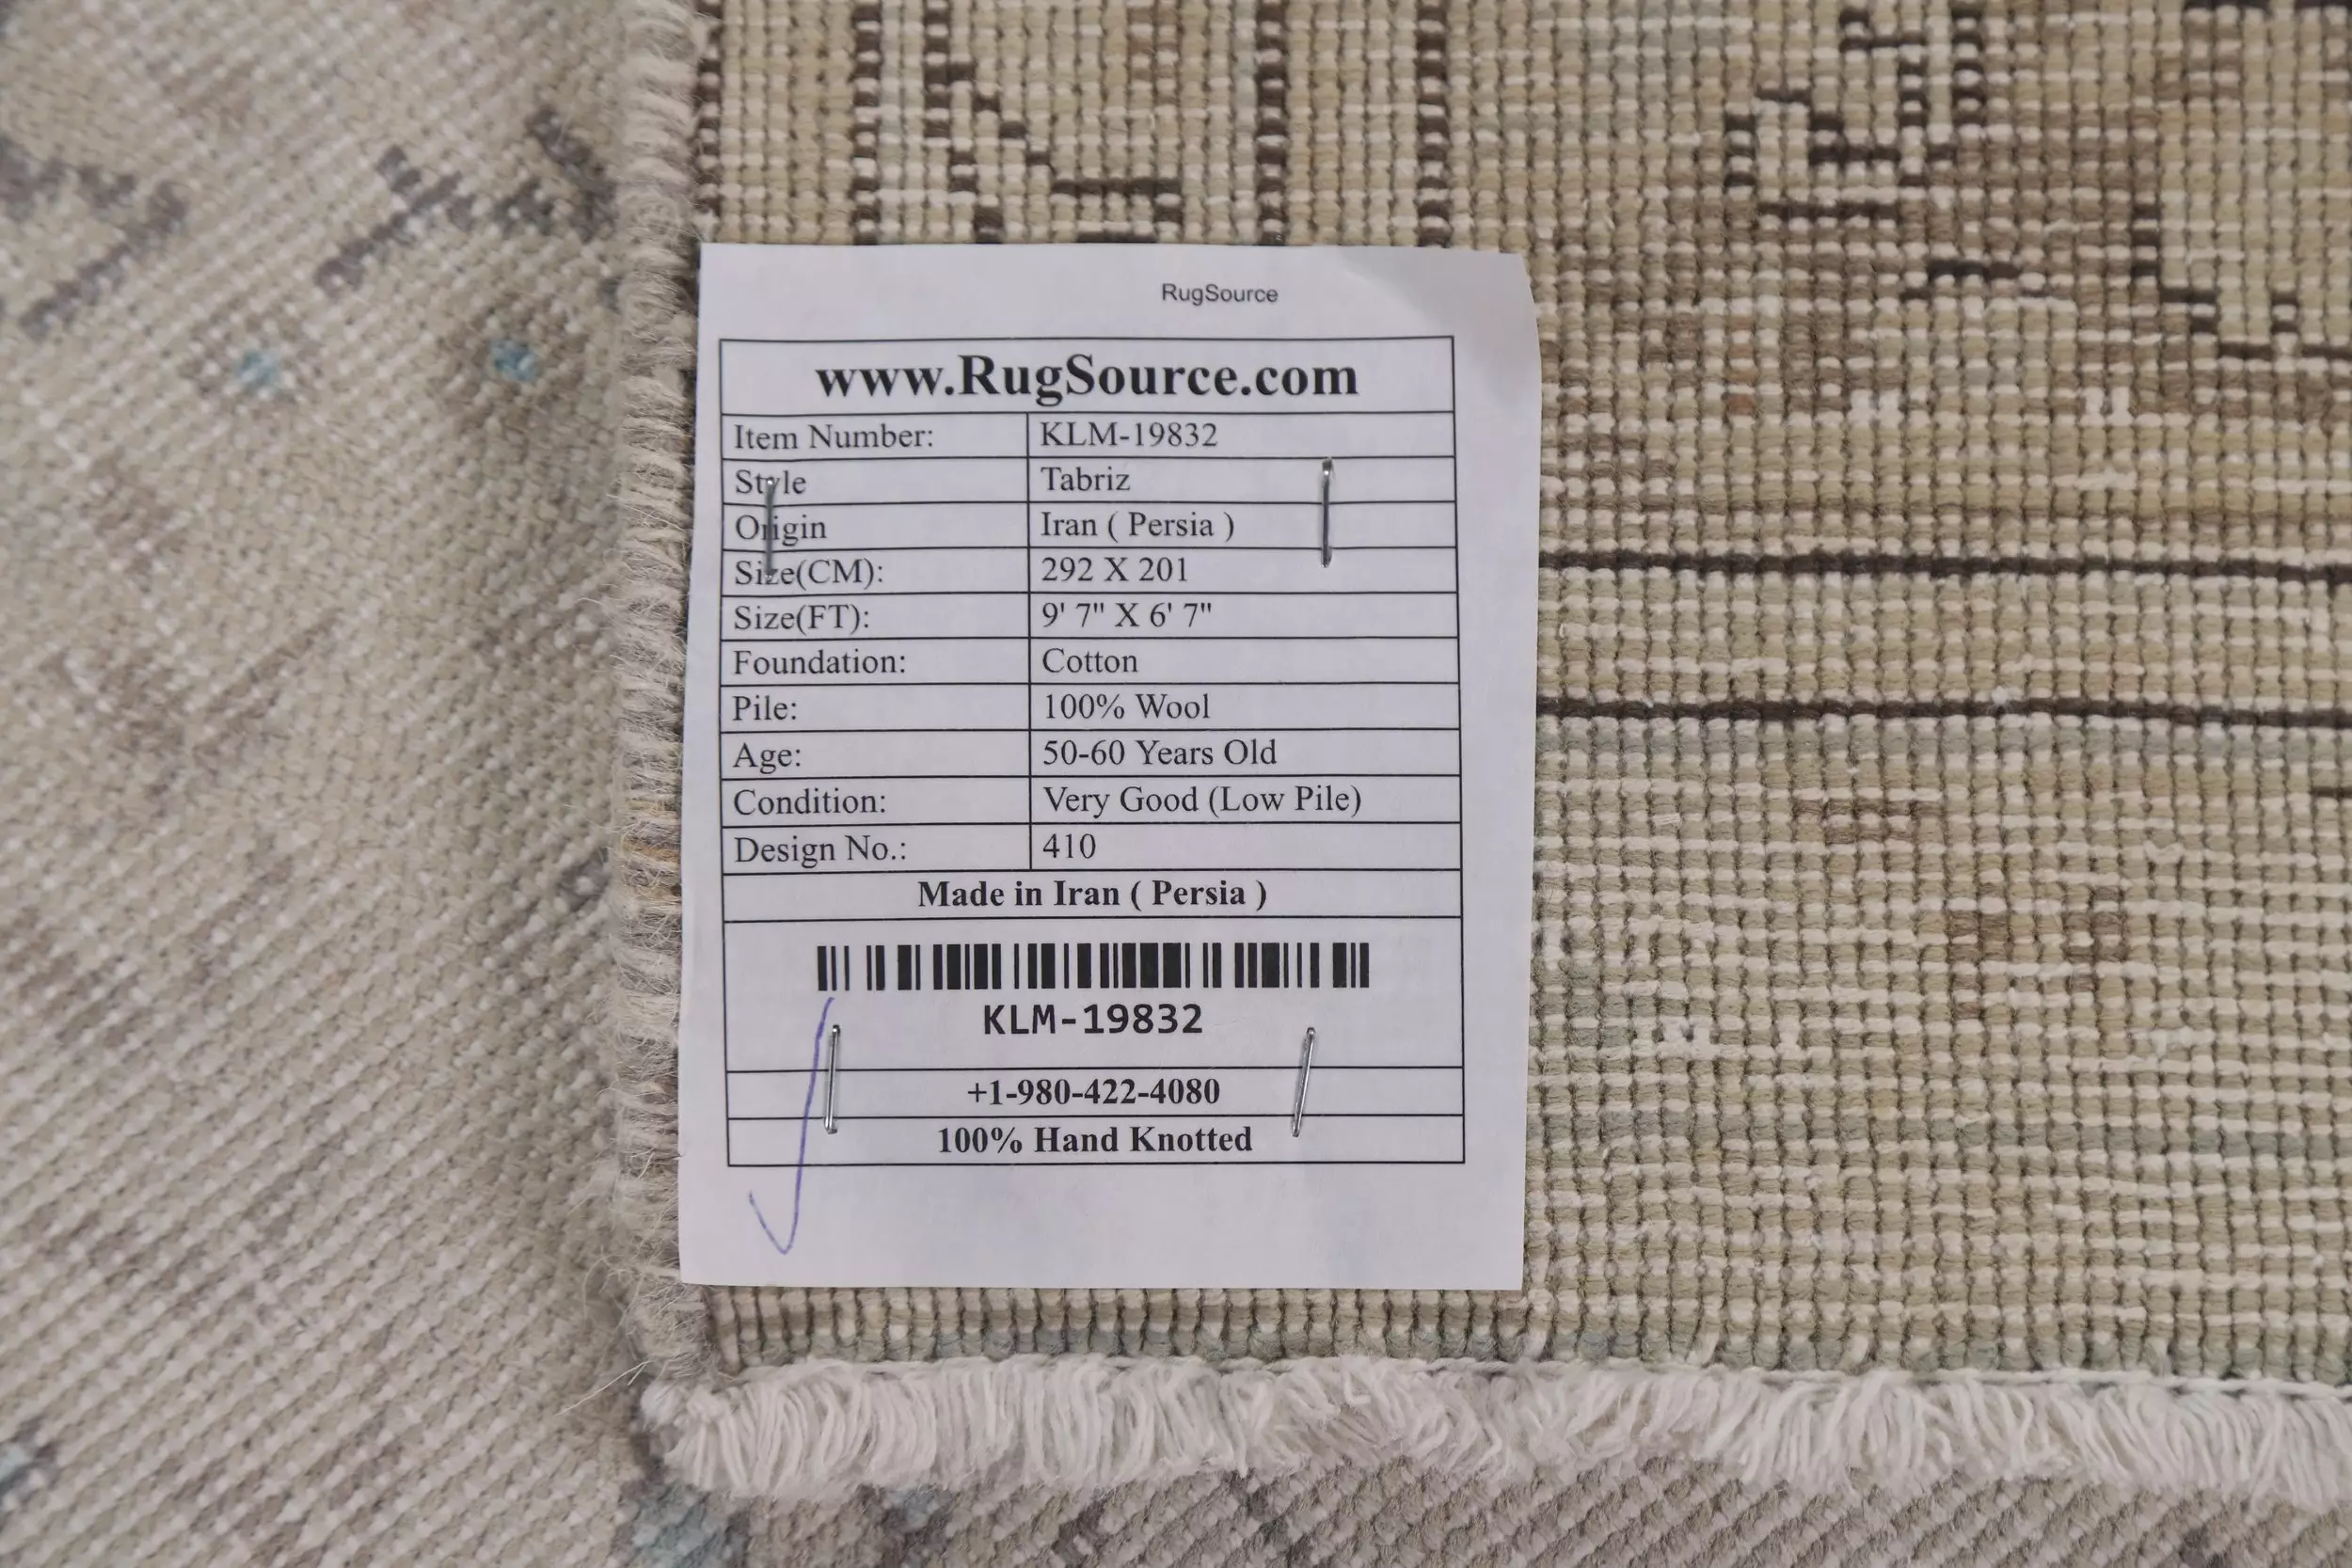 RugSource
www.RugSource.com
Item Number: KLM-19832
Style Tabriz
Origin Iran ( Persia )
Size(CM): 292 X 201
Size(FT): 9' 7" X 6' 7"
Foundation: Cotton
Pile: 100% Wool
Age: 50-60 Years Old
Condition: Very Good (Low Pile)
Design No.: 410
Made in Iran ( Persia )
KLM-19832
+1-980-422-4080
100% Hand Knotted